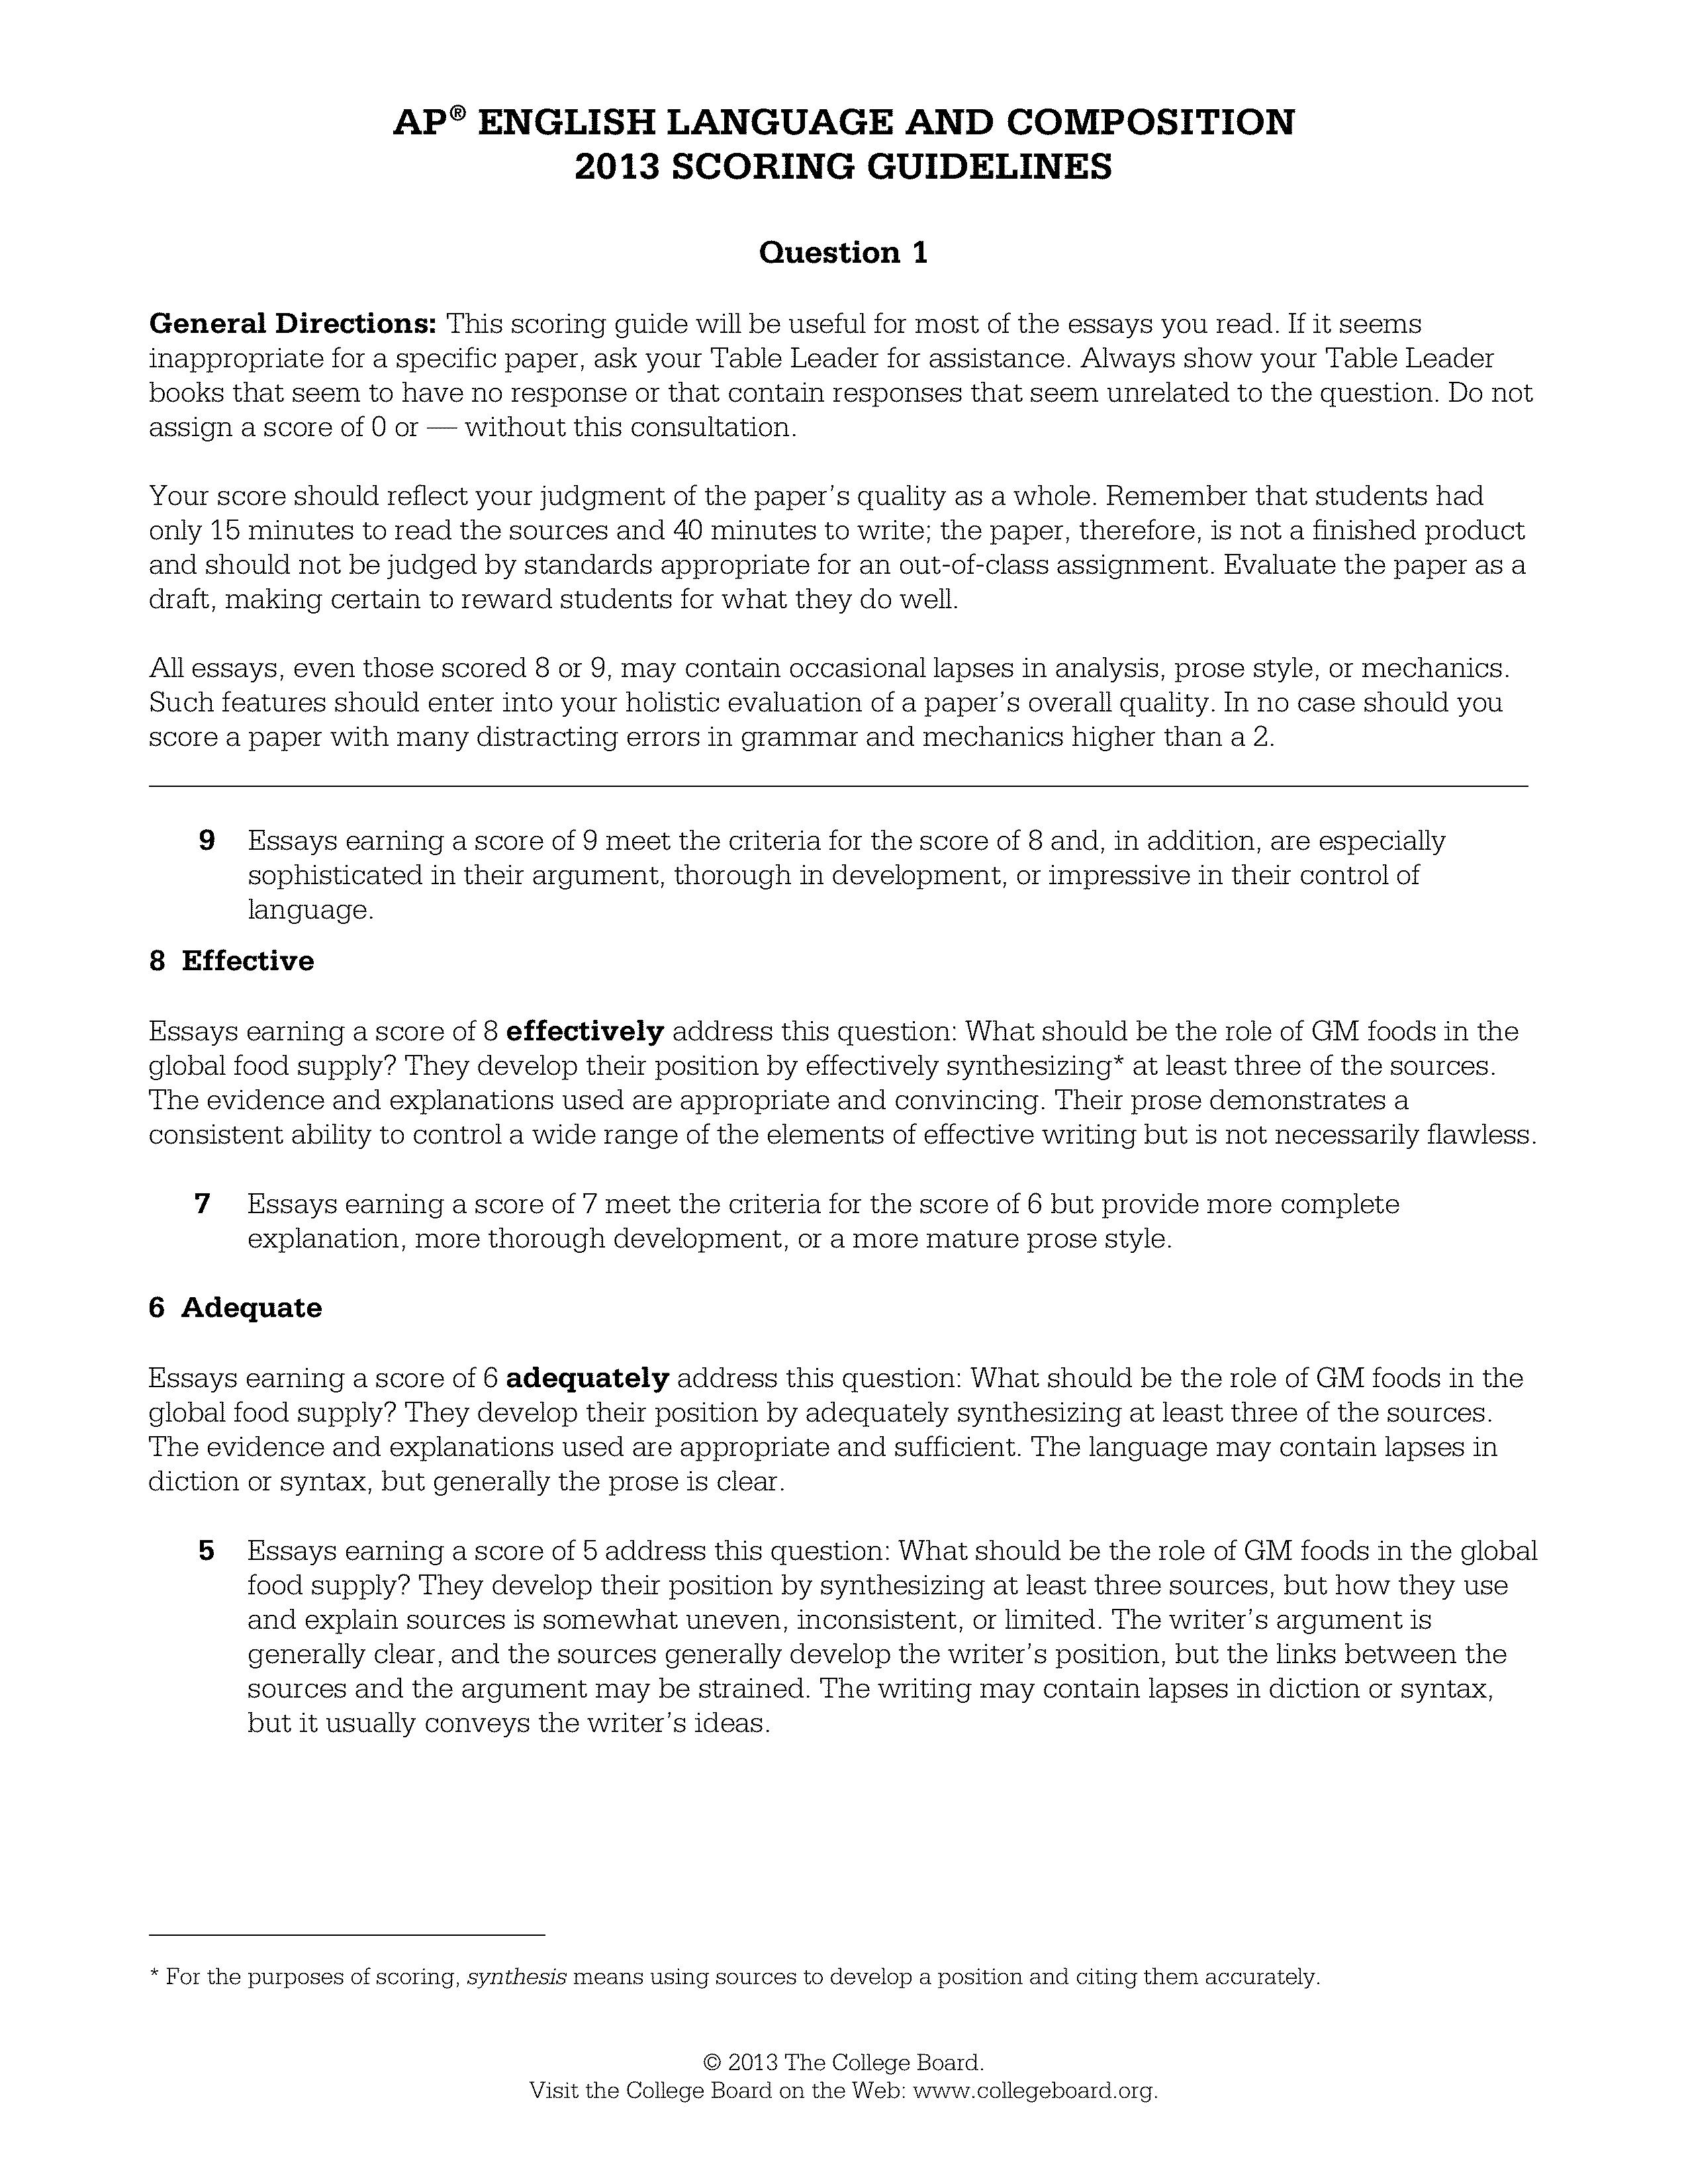 AP® ENGLISH LANGUAGE AND COMPOSITION
2013 SCORING GUIDELINES
Question 1
General Directions: This scoring guide will be useful for most of the essays you read. If it seems
inappropriate for a specific paper, ask your Table Leader for assistance. Always show your Table Leader
books that seem to have no response or that contain responses that seem unrelated to the question. Do not
assign a score of 0 or — without this consultation.
Your score should reflect your judgment of the paper's quality as a whole. Remember that students had
only 15 minutes to read the sources and 40 minutes to write; the paper, therefore, is not a finished product
and should not be judged by standards appropriate for an out-of-class assignment. Evaluate the paper as a
draft, making certain to reward students for what they do well.
All essays, even those scored 8 or 9, may contain occasional lapses in analysis, prose style, or mechanics.
Such features should enter into your holistic evaluation of a paper's overall quality. In no case should you
score a paper with many distracting errors in grammar and mechanics higher than a 2.
9 Essays earning a score of 9 meet the criteria for the score of 8 and, in addition, are especially
sophisticated in their argument, thorough in development, or impressive in their control of
language.
8 Effective
Essays earning a score of 8 effectively address this question: What should be the role of GM foods in the
global food supply? They develop their position by effectively synthesizing* at least three of the sources.
The evidence and explanations used are appropriate and convincing. Their prose demonstrates a
consistent ability to control a wide range of the elements of effective writing but is not necessarily flawless.
7 Essays earning a score of 7 meet the criteria for the score of 6 but provide more complete
explanation, more thorough development, or a more mature prose style.
6 Adequate
Essays earning a score of 6 adequately address this question: What should be the role of GM foods in the
global food supply? They develop their position by adequately synthesizing at least three of the sources.
The evidence and explanations used are appropriate and sufficient. The language may contain lapses in
diction or syntax, but generally the prose is clear.
5 Essays earning a score of 5 address this question: What should be the role of GM foods in the global
food supply? They develop their position by synthesizing at least three sources, but how they use
and explain sources is somewhat uneven, inconsistent, or limited. The writer's argument is
generally clear, and the sources generally develop the writer's position, but the links between the
sources and the argument may be strained. The writing may contain lapses in diction or syntax,
but it usually conveys the writer's ideas.
* For the purposes of scoring, synthesis means using sources to develop a position and citing them accurately.
© 2013 The College Board.
Visit the College Board on the Web: www.collegeboard.org.